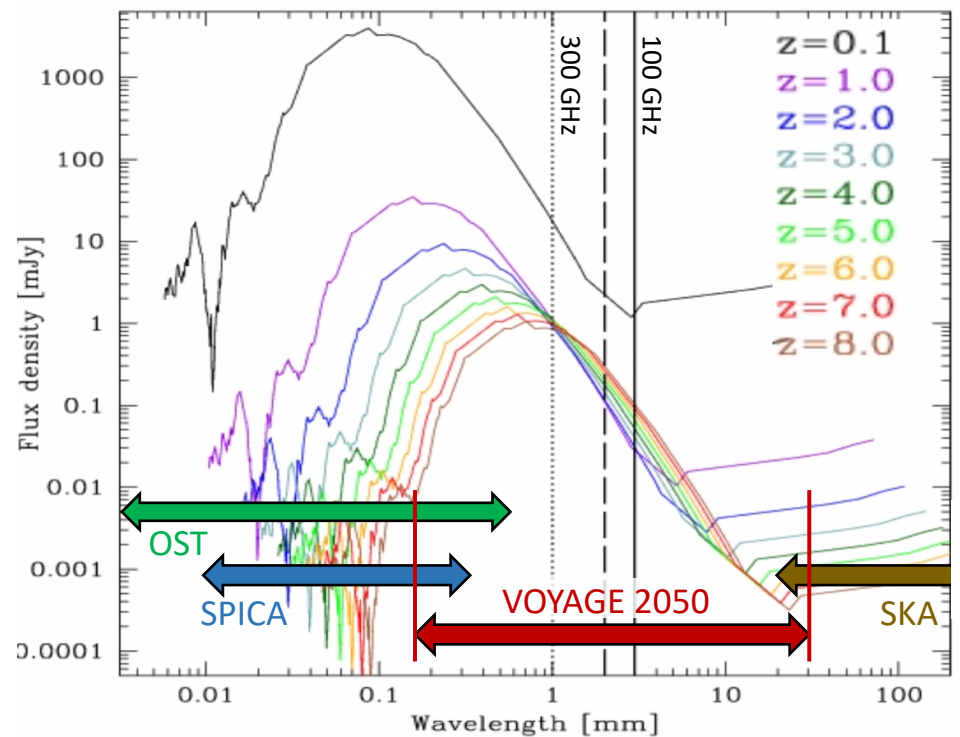 Flux density [mJy]
1000
100
10
1
0.1
0.01
0.001
0.0001
300 GHz
100 GHz
z=0.1
z=1.0
z=2.0
z=3.0
z=4.0
z=5.0
z=6.0
z=7.0
z=8.0
OST
SPICA
VOYAGE 2050
SKA
0.01
0.1
1
10
100
Wavelength [mm]